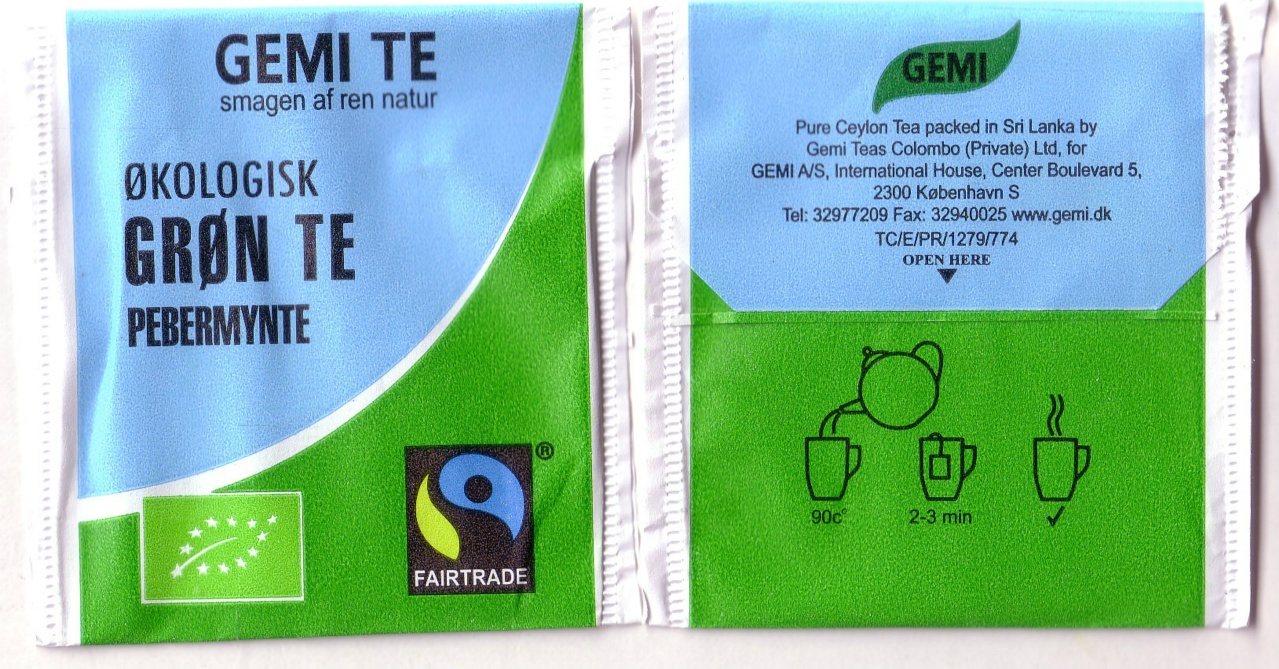 GEMI TE
smagen af ren natur
ØKOLOGISK
GRØN TE
PEBERMYNTE
®
FAIRTRADE
GEMI
Pure Ceylon Tea packed in Sri Lanka by
Gemi Teas Colombo (Private) Ltd, for
GEMI A/S, International House, Center Boulevard 5,
2300 København S
Tel: 32977209 Fax: 32940025 www.gemi.dk
TC/E/PR/1279/774
OPEN HERE
90c°
2-3 min